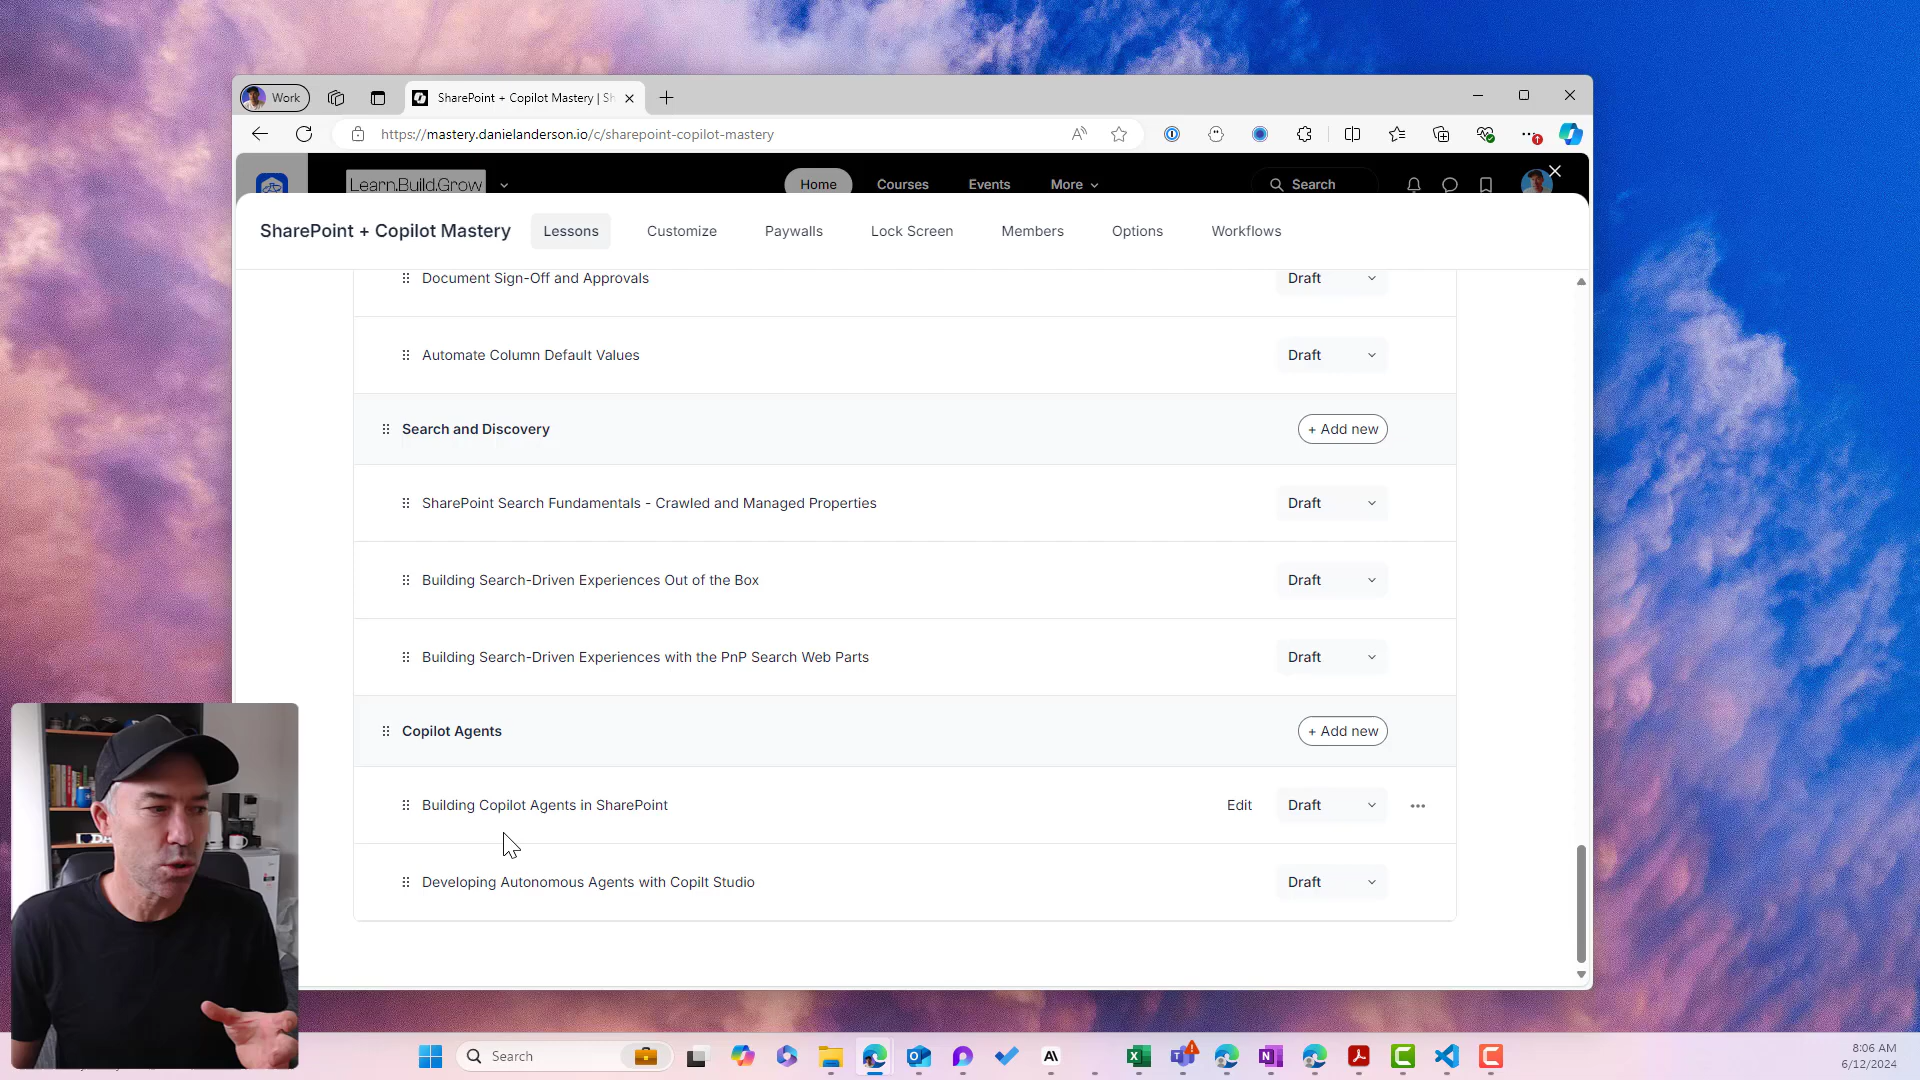 Work
SharePoint + Copilot Mastery | Sh
https://mastery.danielanderson.io/c/sharepoint-copilot-mastery
Learn.Build.Grow
Home
Courses
Events
More
Search
SharePoint + Copilot Mastery
Lessons
Customize
Paywalls
Lock Screen
Members
Options
Workflows
Document Sign-Off and Approvals
Draft
Automate Column Default Values
Draft
Search and Discovery
+ Add new
SharePoint Search Fundamentals - Crawled and Managed Properties
Draft
Building Search-Driven Experiences Out of the Box
Draft
Building Search-Driven Experiences with the PnP Search Web Parts
Draft
Copilot Agents
+ Add new
Building Copilot Agents in SharePoint
Edit
Draft
Developing Autonomous Agents with Copilt Studio
Draft
Search
8:06 AM
6/12/2024